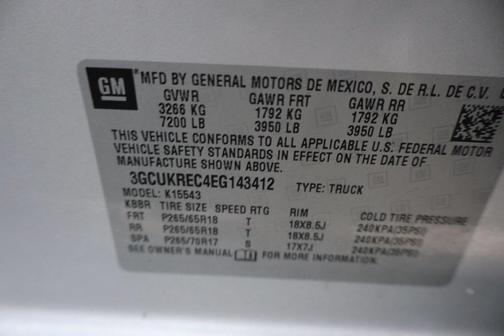 GM
MFD BY GENERAL MOTORS DE MEXICO, S. DE R.L. DE C.V.
GVWR GAWR FRT GAWR RR
3266 KG 1792 KG 1792 KG
7200 LB 3950 LB 3950 LB
THIS VEHICLE CONFORMS TO ALL APPLICABLE U.S. FEDERAL MOTOR
VEHICLE SAFETY STANDARDS IN EFFECT ON THE DATE OF
MANUFACTURE SHOWN ABOVE.
3GCUKREC4EG143412 TYPE: TRUCK
MODEL: K15543
KBBR TIRE SIZE SPEED RTG RIM COLD TIRE PRESSURE
FRT P265/65R18 T 18X8.5J 240KPA(35PSI)
RR P265/65R18 T 18X8.5J 240KPA(35PSI)
SPA P265/70R17 S 17X7J 240KPA(35PSI)
SEE OWNER'S MANUAL FOR MORE INFORMATION.